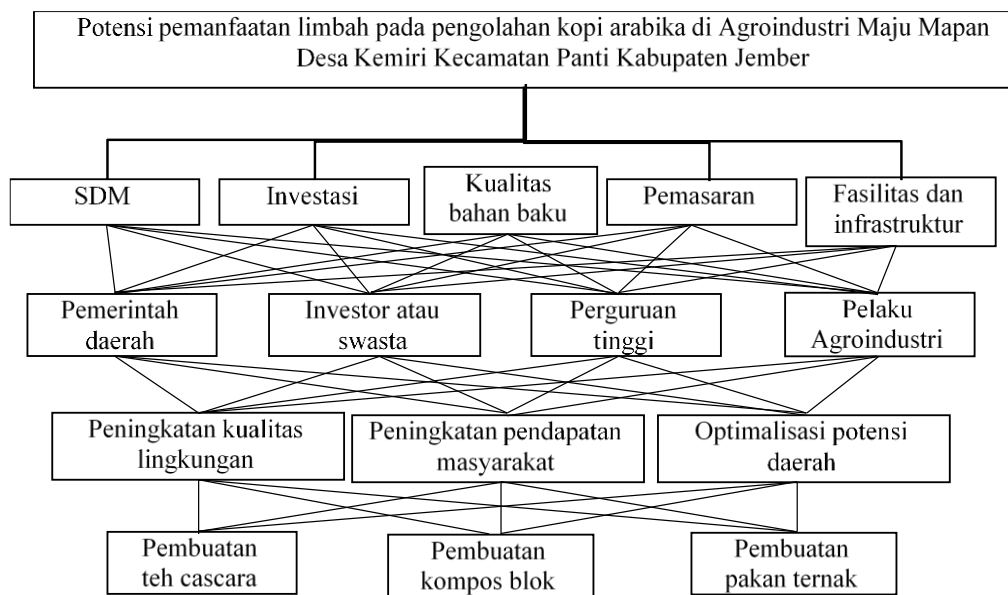 Potensi pemanfaatan limbah pada pengolahan kopi arabika di Agroindustri Maju Mapan
Desa Kemiri Kecamatan Panti Kabupaten Jember
SDM
Investasi
Kualitas
bahan baku
Pemasaran
Fasilitas dan
infrastruktur
Pemerintah
daerah
Investor atau
swasta
Perguruan
tinggi
Pelaku
Agroindustri
Peningkatan kualitas
lingkungan
Peningkatan pendapatan
masyarakat
Optimalisasi potensi
daerah
Pembuatan
teh cascara
Pembuatan
kompos blok
Pembuatan
pakan ternak